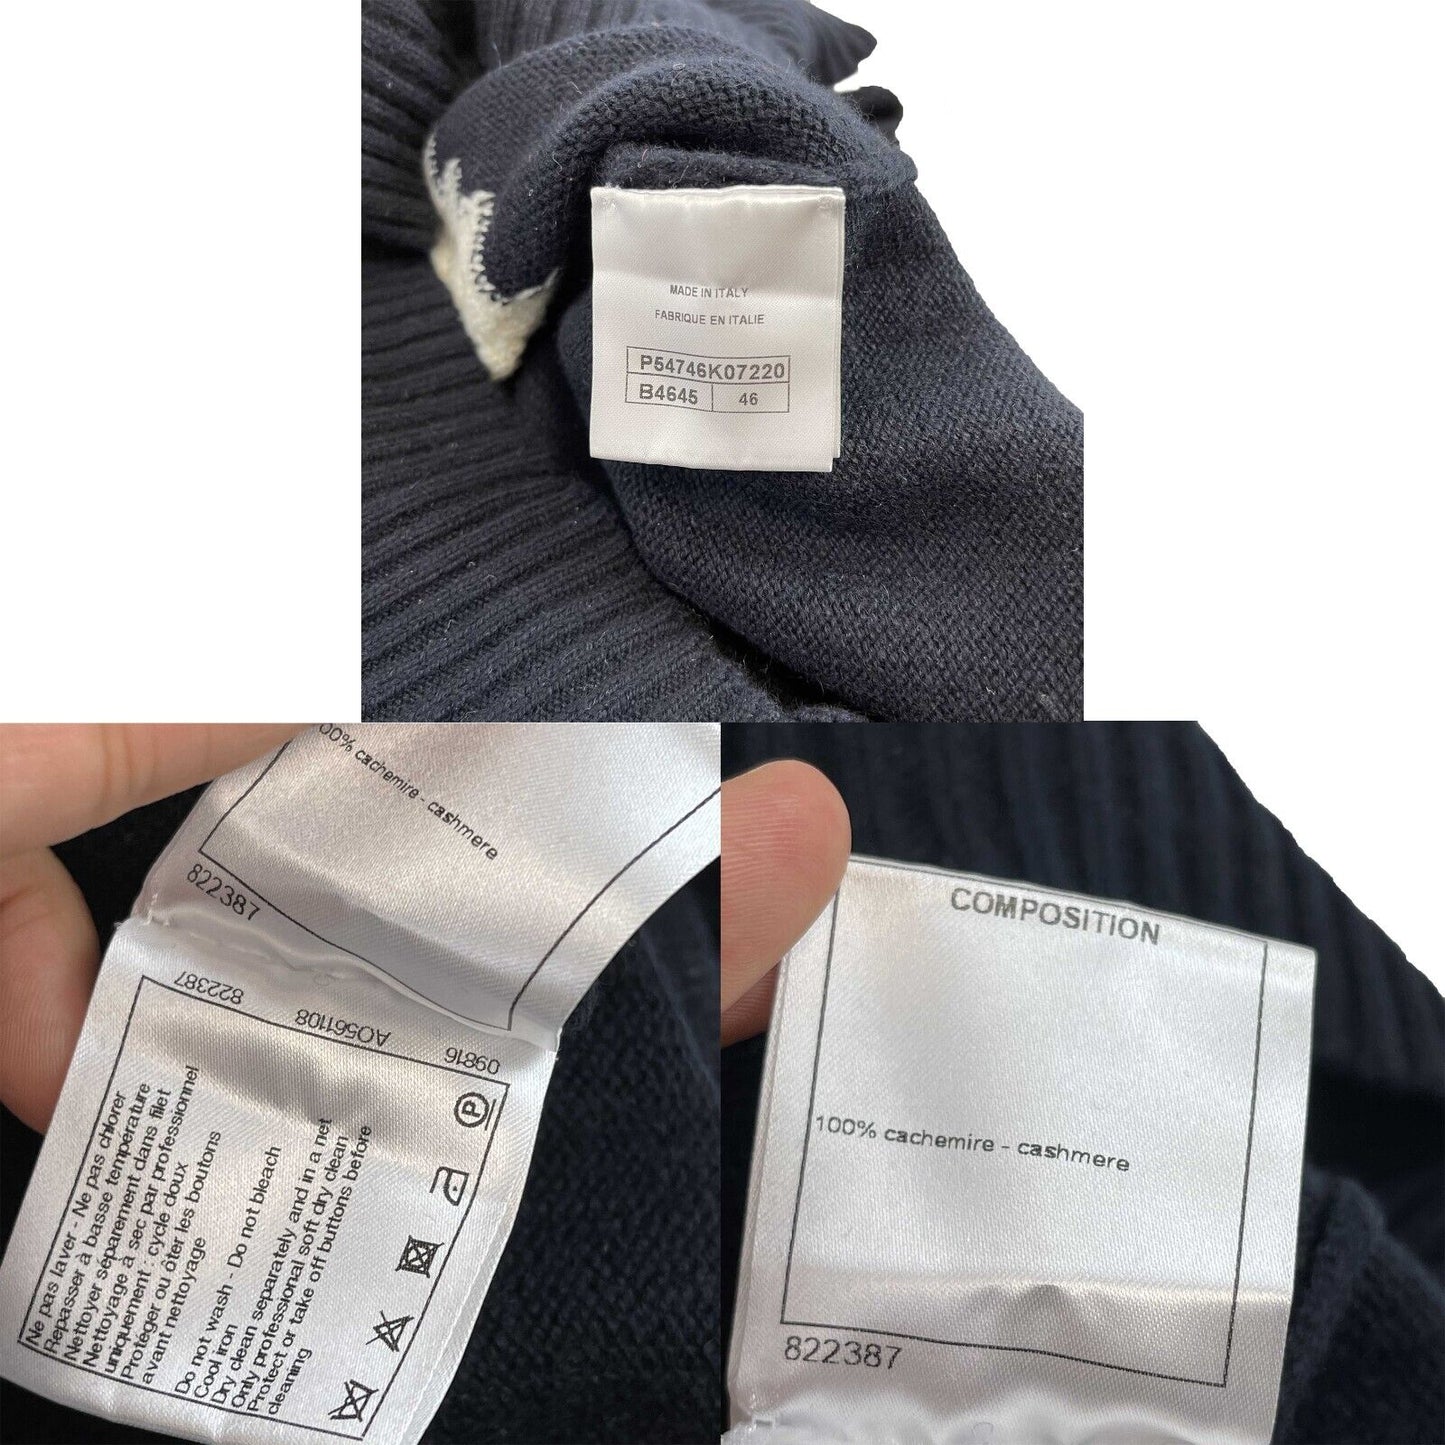 MADE IN ITALY
FABRIQUE EN ITALIE
P54746K07220
B4645 46
100% cachemire - cashmere
822387
822387
AO561108
09816
Ne pas laver - Ne pas chlorer
Repasser à basse température
Nettoyer séparément dans filet
Nettoyage à sec par professionnel
uniquement : cycle doux
Protéger ou ôter les boutons
avant nettoyage
Do not wash - Do not bleach
Cool iron
Dry clean separately and in a net
Only professional soft dry clean
Protect or take off buttons before
cleaning
P
COMPOSITION
100% cachemire - cashmere
822387